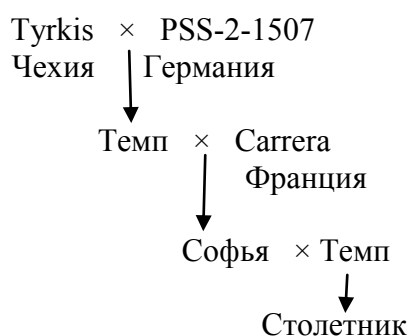 Tyrkis × PSS-2-1507
Чехия Германия
Темп × Carrera
Франция
Софья × Темп
Столетник